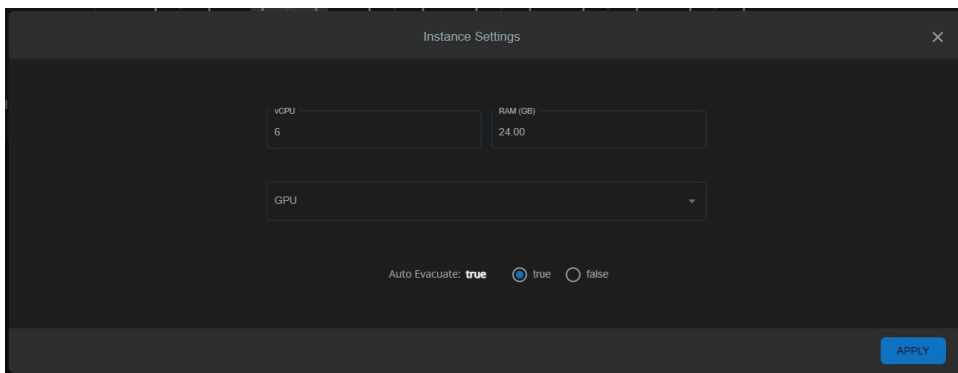 Instance Settings
vCPU
6
RAM (GB)
24.00
GPU
Auto Evacuate: true
true
false
APPLY